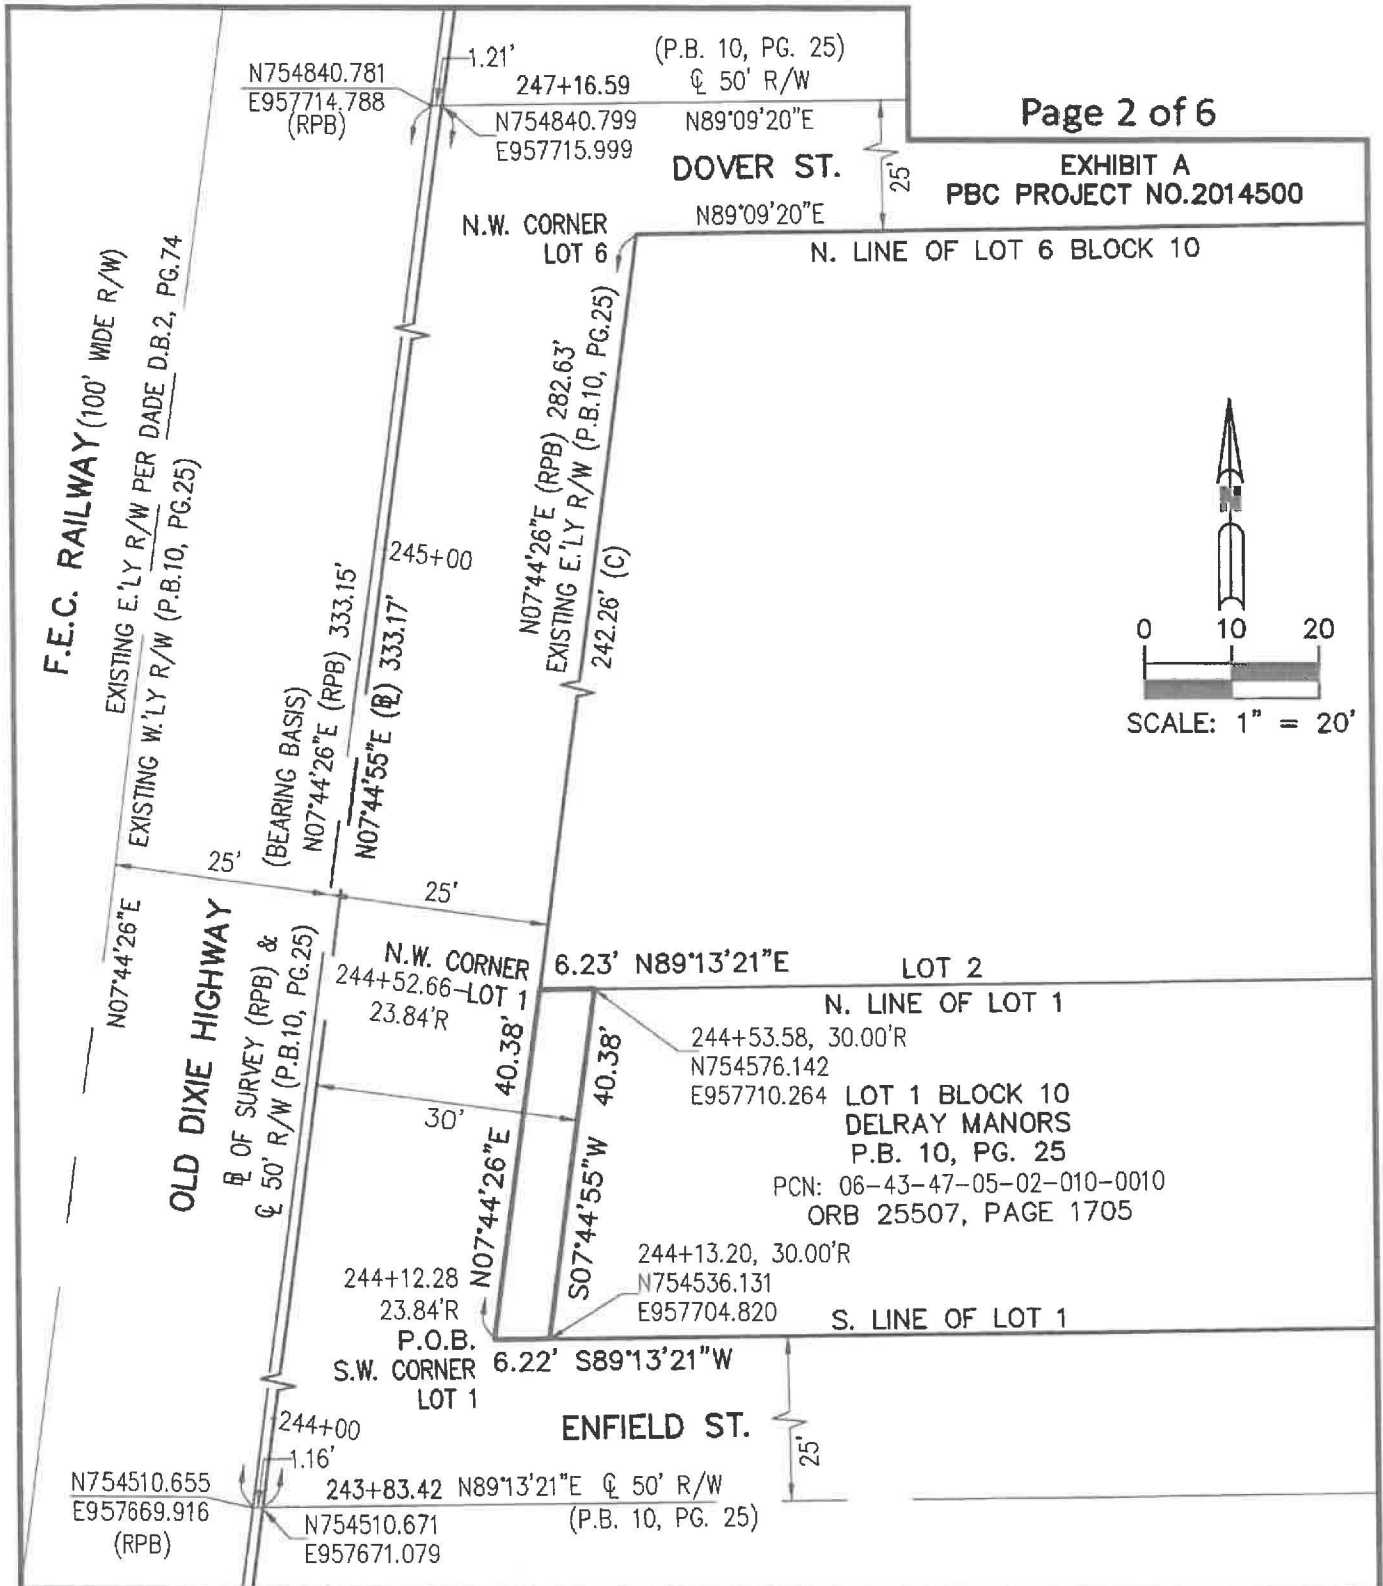 1.21'
(P.B. 10, PG. 25)
N754840.781
E957714.788
(RPB)
247+16.59
℄ 50' R/W
N754840.799
E957715.999
N89°09'20"E
Page 2 of 6
DOVER ST.
25'
EXHIBIT A
PBC PROJECT NO.2014500
N.W. CORNER
LOT 6
N89°09'20"E
N. LINE OF LOT 6 BLOCK 10
F.E.C. RAILWAY (100' WIDE R/W)
EXISTING E.'LY R/W PER DADE D.B.2, PG.74
EXISTING W.'LY R/W (P.B.10, PG.25)
N07°44'26"E (RPB) 282.63'
EXISTING E.'LY R/W (P.B.10, PG.25)
242.26' (C)
245+00
N
0 10 20
SCALE: 1" = 20'
(BEARING BASIS)
N07°44'26"E (RPB) 333.15'
N07°44'55"E (BL) 333.17'
25'
25'
N07°44'26"E
OLD DIXIE HIGHWAY
BL OF SURVEY (RPB) &
℄ 50' R/W (P.B.10, PG.25)
N.W. CORNER
244+52.66-LOT 1
23.84'R
6.23' N89°13'21"E
LOT 2
N. LINE OF LOT 1
244+53.58, 30.00'R
N754576.142
E957710.264
LOT 1 BLOCK 10
DELRAY MANORS
P.B. 10, PG. 25
PCN: 06-43-47-05-02-010-0010
ORB 25507, PAGE 1705
30'
N07°44'26"E 40.38'
S07°44'55"W 40.38'
244+12.28
23.84'R
P.O.B.
S.W. CORNER
LOT 1
244+13.20, 30.00'R
N754536.131
E957704.820
S. LINE OF LOT 1
6.22' S89°13'21"W
244+00
ENFIELD ST.
25'
1.16'
N754510.655
E957669.916
(RPB)
243+83.42 N89°13'21"E ℄ 50' R/W
(P.B. 10, PG. 25)
N754510.671
E957671.079